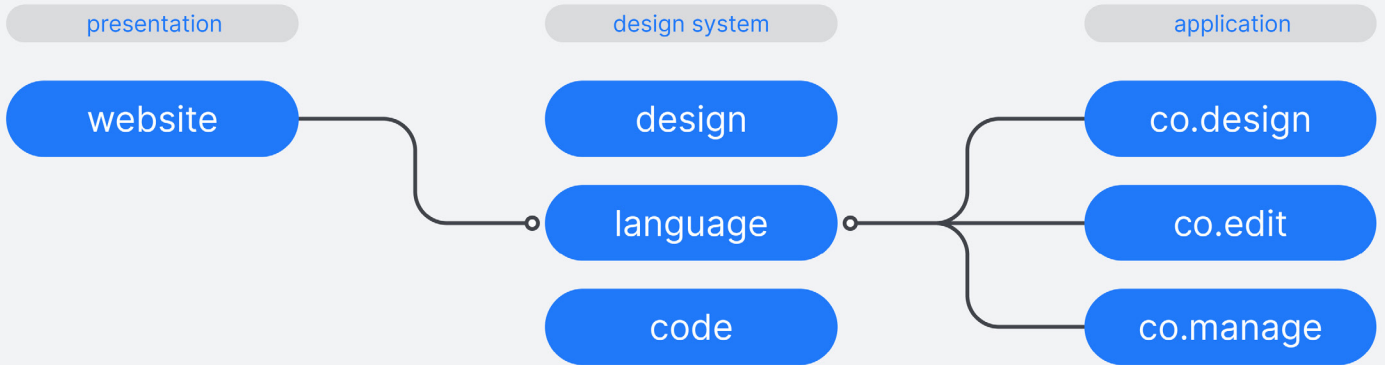 presentation
design system
application
website
design
co.design
language
co.edit
code
co.manage